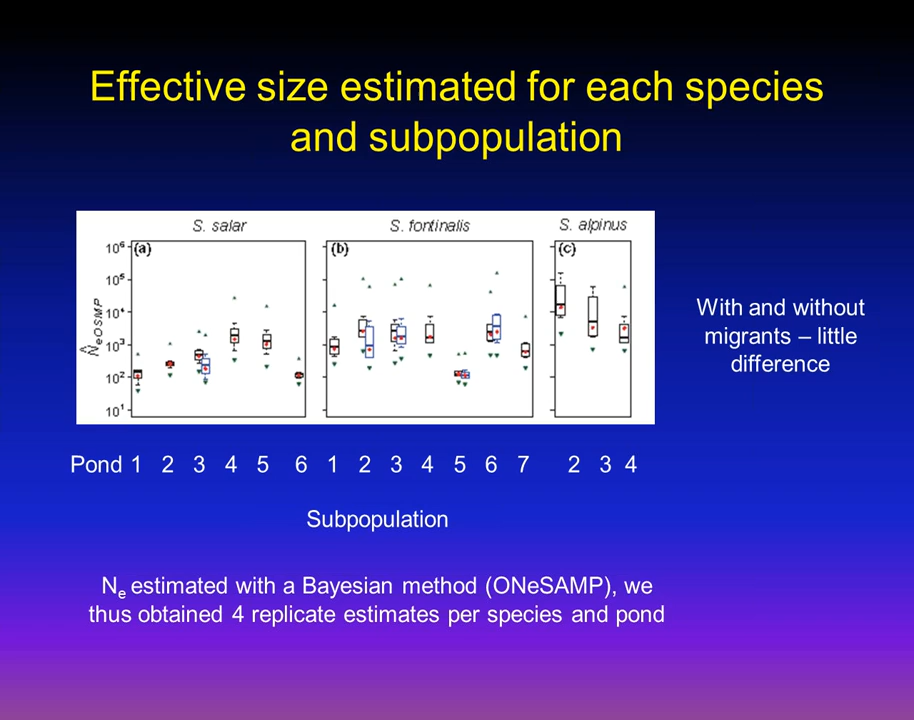 Effective size estimated for each species
and subpopulation
S. salar S. fontinalis S. alpinus
(a) (b) (c)
10⁶
10⁵
10⁴
10³
10²
10¹
N̂eOSMP
With and without
migrants – little
difference
Pond 1 2 3 4 5 6 1 2 3 4 5 6 7 2 3 4
Subpopulation
Nₑ estimated with a Bayesian method (ONeSAMP), we
thus obtained 4 replicate estimates per species and pond